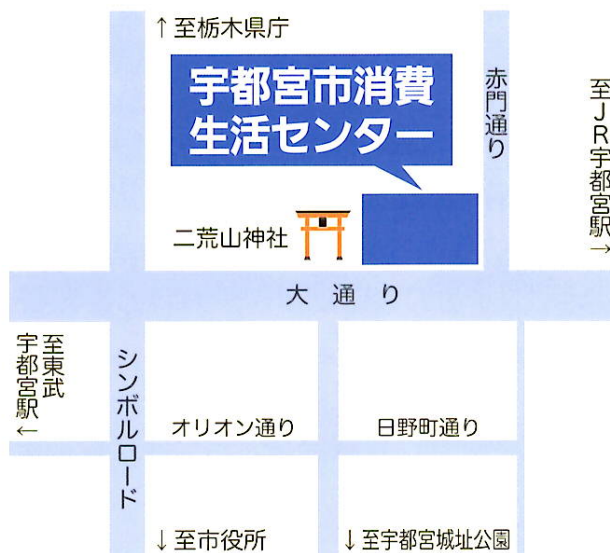 ↑至栃木県庁
宇都宮市消費
生活センター
赤門通り
至JR宇都宮駅→
二荒山神社
大通り
至東武
宇都宮駅←
シンボルロード
オリオン通り
日野町通り
↓至市役所
↓至宇都宮城址公園